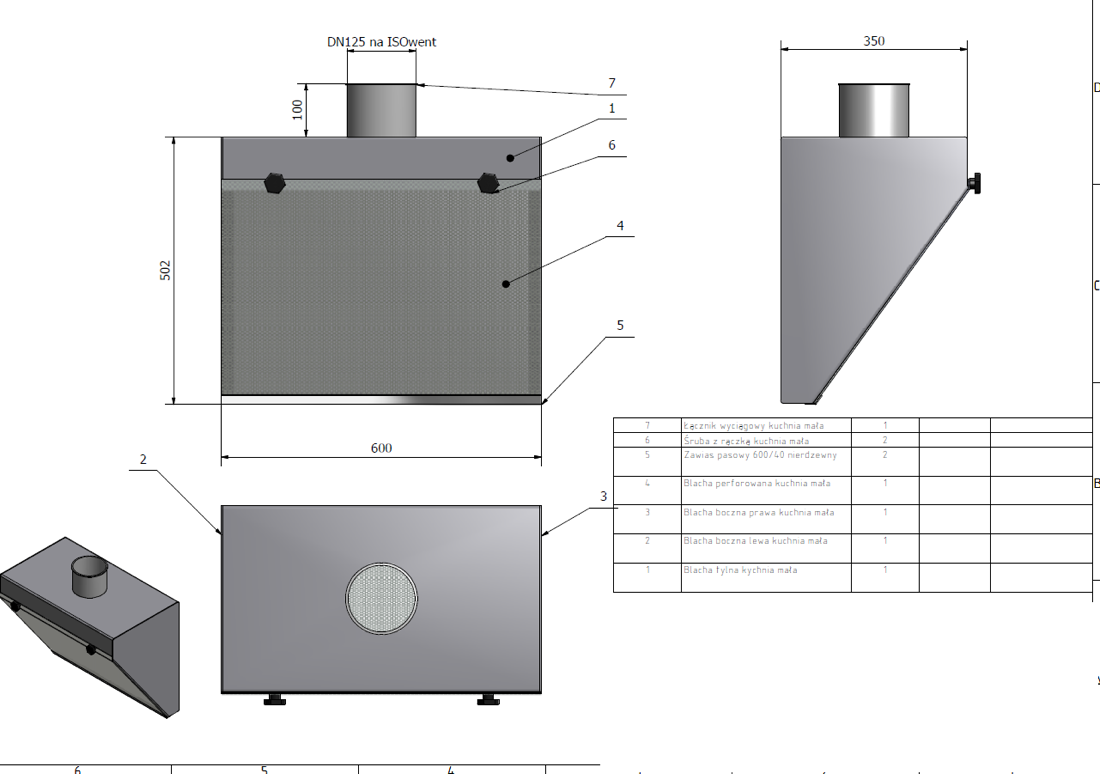 DN125 na ISOwent
350
7
100
1
6
4
502
5
600
2
3
7 Łącznik wyciągowy kuchnia mała 1
6 Śruba z rączką kuchnia mała 2
5 Zawias pasowy 600/40 nierdzewny 2
4 Blacha perforowana kuchnia mała 1
3 Blacha boczna prawa kuchnia mała 1
2 Blacha boczna lewa kuchnia mała 1
1 Blacha tylna kychnia mała 1
6 5 4